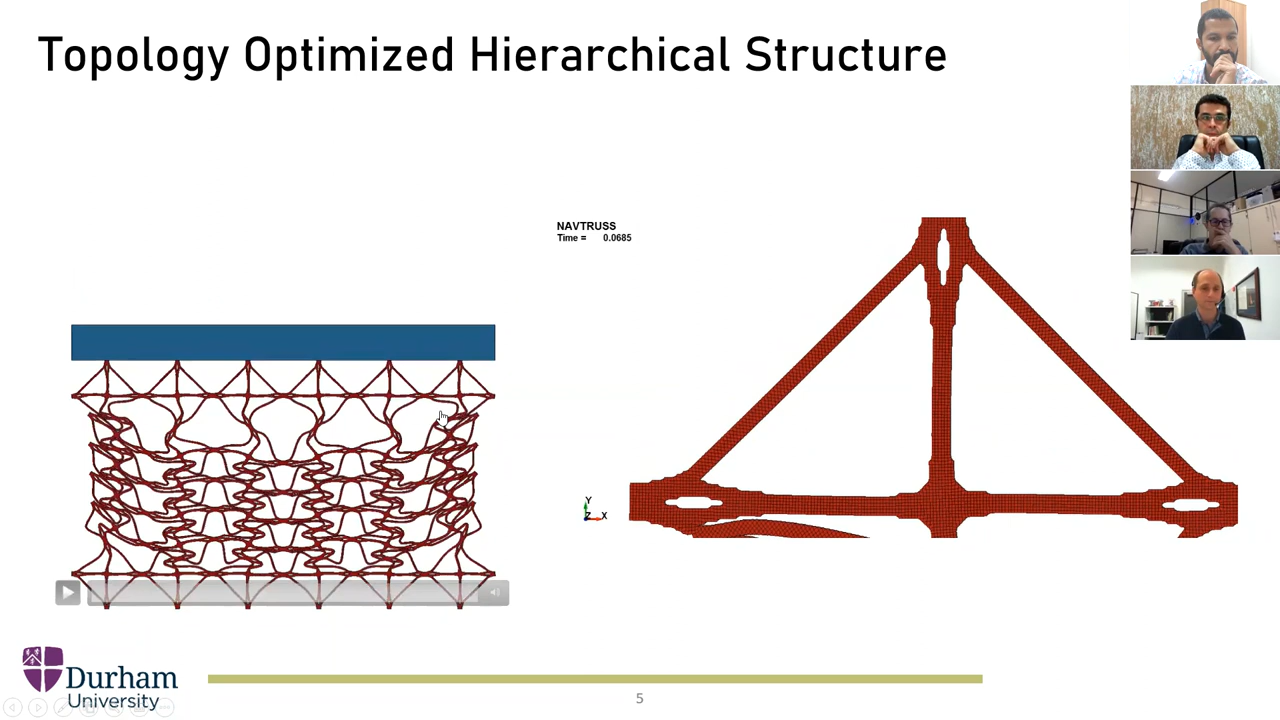 Topology Optimized Hierarchical Structure
NAVTRUSS
Time = 0.0685
Y
Z X
Durham
University
5